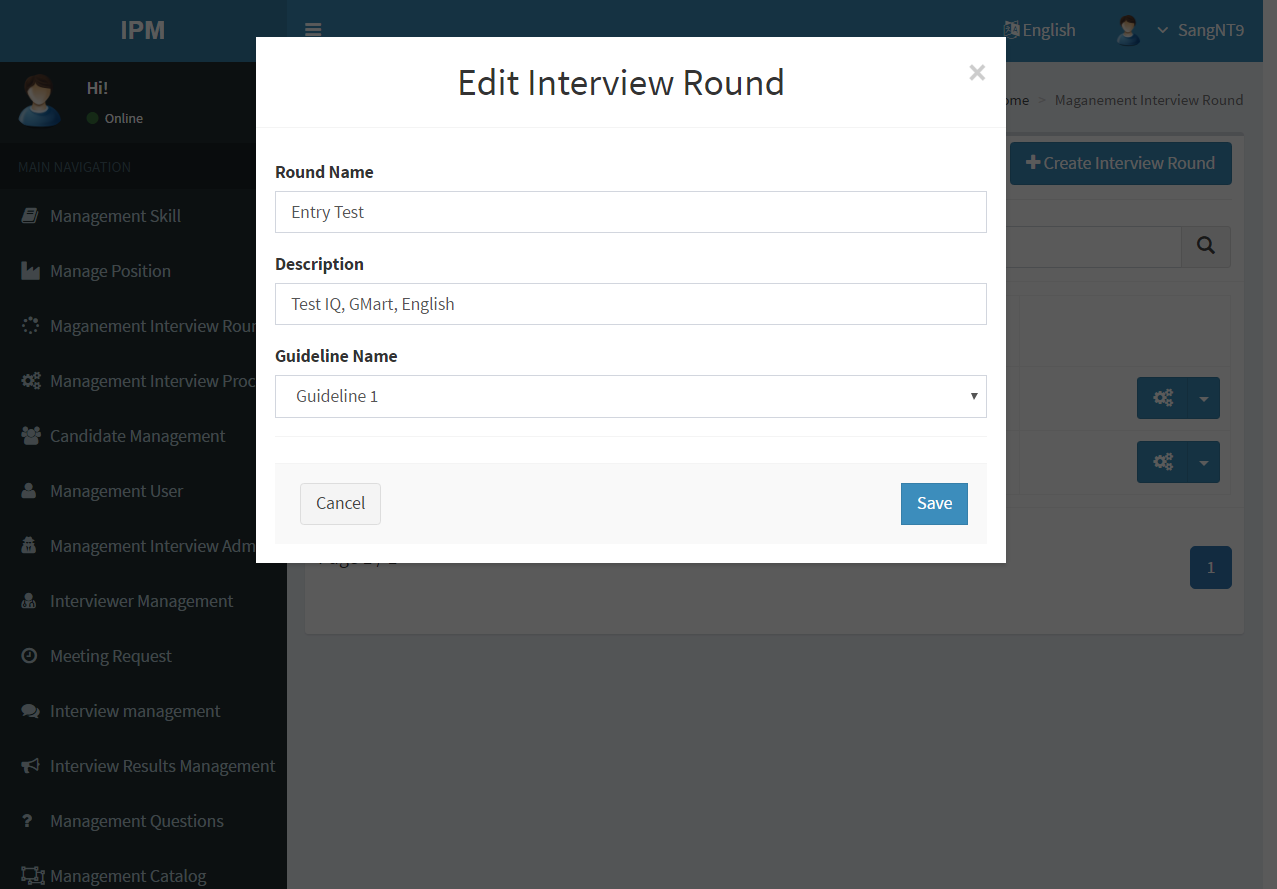 IPM
English
SangNT9
Hi!
Online
MAIN NAVIGATION
Management Skill
Manage Position
Maganement Interview Roun
Management Interview Proc
Candidate Management
Management User
Management Interview Adm
Interviewer Management
Meeting Request
Interview management
Interview Results Management
Management Questions
Management Catalog
ome > Maganement Interview Round
Create Interview Round
Edit Interview Round
×
Round Name
Entry Test
Description
Test IQ, GMart, English
Guideline Name
Guideline 1
Cancel
Save
1